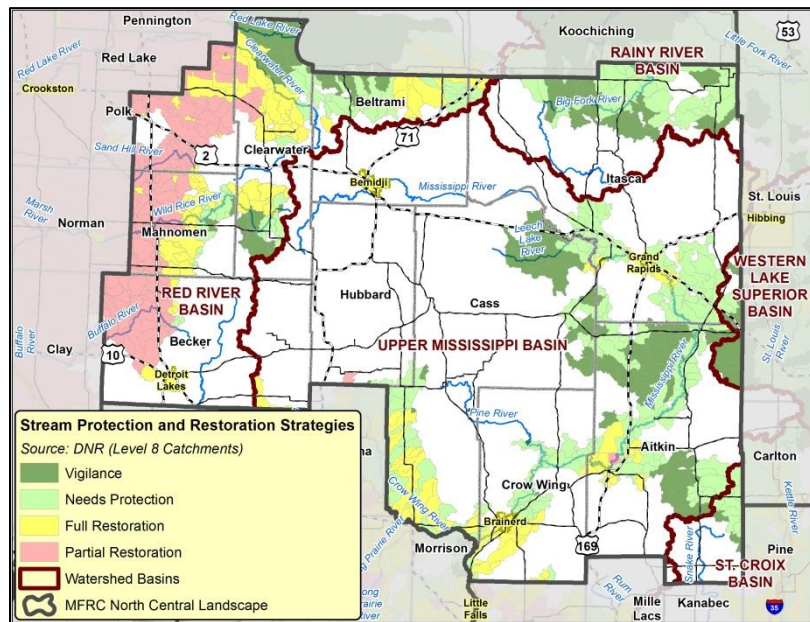 Pennington
Red Lake River
Koochiching
53
Red Lake
Red Lake River
Clearwater River
Little Fork River
RAINY RIVER
BASIN
Crookston
Beltrami
Big Fork River
Polk
71
Sand Hill River
2
Clearwater
Itasca
Bemidji
Mississippi River
St. Louis
Marsh
River
Wild Rice River
Hibbing
Norman
Mahnomen
Leech
Lake
River
Grand
Rapids
WESTERN
LAKE
SUPERIOR
BASIN
RED RIVER
BASIN
Hubbard
Cass
Buffalo River
Buffalo
River
Becker
Clay
10
UPPER MISSISSIPPI BASIN
Mississippi River
St. Louis
River
Detroit
Lakes
Pine River
Aitkin
Carlton
Crow Wing
Crow Wing River
Brainerd
Kettle River
Morrison
169
Snake River
Pine
ST. CROIX
BASIN
Long
Prairie
River
Prairie River
Rum
River
Little
Falls
Mille
Lacs
Kanabec
35
Stream Protection and Restoration Strategies
Source: DNR (Level 8 Catchments)
Vigilance
Needs Protection
Full Restoration
Partial Restoration
Watershed Basins
MFRC North Central Landscape